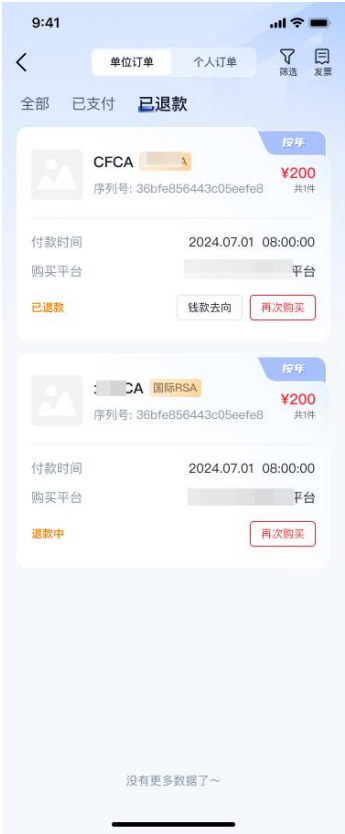 9:41
单位订单 个人订单 筛选 发票
全部 已支付 已退款
按年
CFCA
¥200
序列号: 36bfe856443c05eefe8 共1件
付款时间 2024.07.01 08:00:00
购买平台 平台
已退款 钱款去向 再次购买
按年
CA 国际RSA
¥200
序列号: 36bfe856443c05eefe8 共1件
付款时间 2024.07.01 08:00:00
购买平台 平台
退款中 再次购买
没有更多数据了～